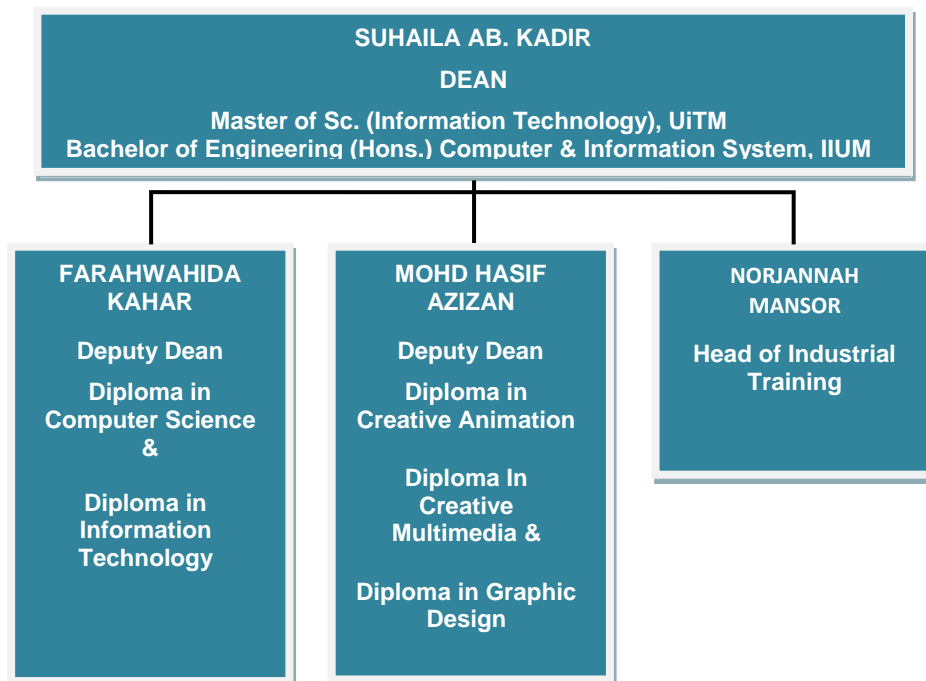 SUHAILA AB. KADIR
DEAN
Master of Sc. (Information Technology), UiTM
Bachelor of Engineering (Hons.) Computer & Information System, IIUM
FARAHWAHIDA
KAHAR
Deputy Dean
Diploma in
Computer Science
&
Diploma in
Information
Technology
MOHD HASIF
AZIZAN
Deputy Dean
Diploma in
Creative Animation
Diploma In
Creative
Multimedia &
Diploma in Graphic
Design
NORJANNAH
MANSOR
Head of Industrial
Training